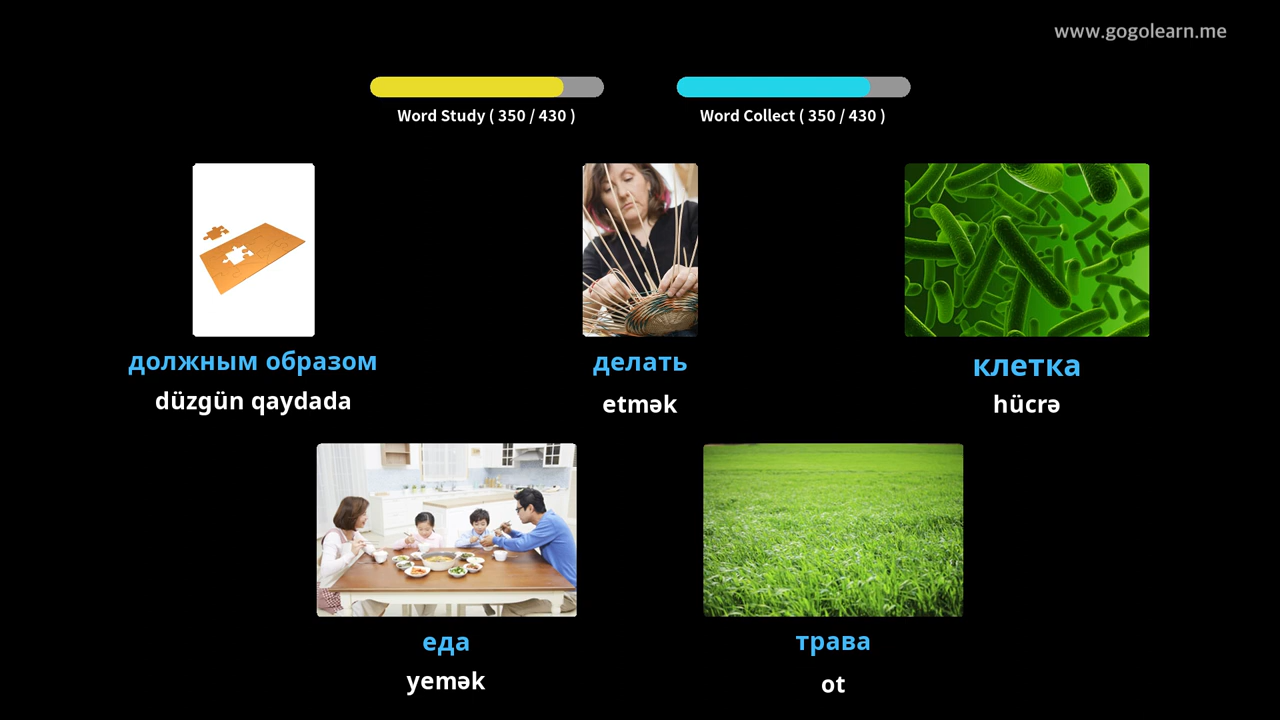 www.gogolearn.me
Word Study ( 350 / 430 )
Word Collect ( 350 / 430 )
должным образом
düzgün qaydada
делать
etmək
клетка
hücrə
еда
yemək
трава
ot